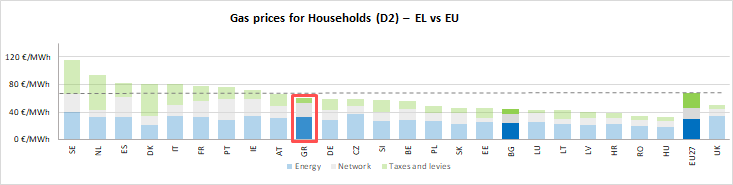 Gas prices for Households (D2) – EL vs EU
120 €/MWh
80 €/MWh
40 €/MWh
0 €/MWh
SE NL ES DK IT FR PT IE AT GR DE CZ SI BE PL SK EE BG LU LT LV HR RO HU EU27 UK
Energy Network Taxes and levies